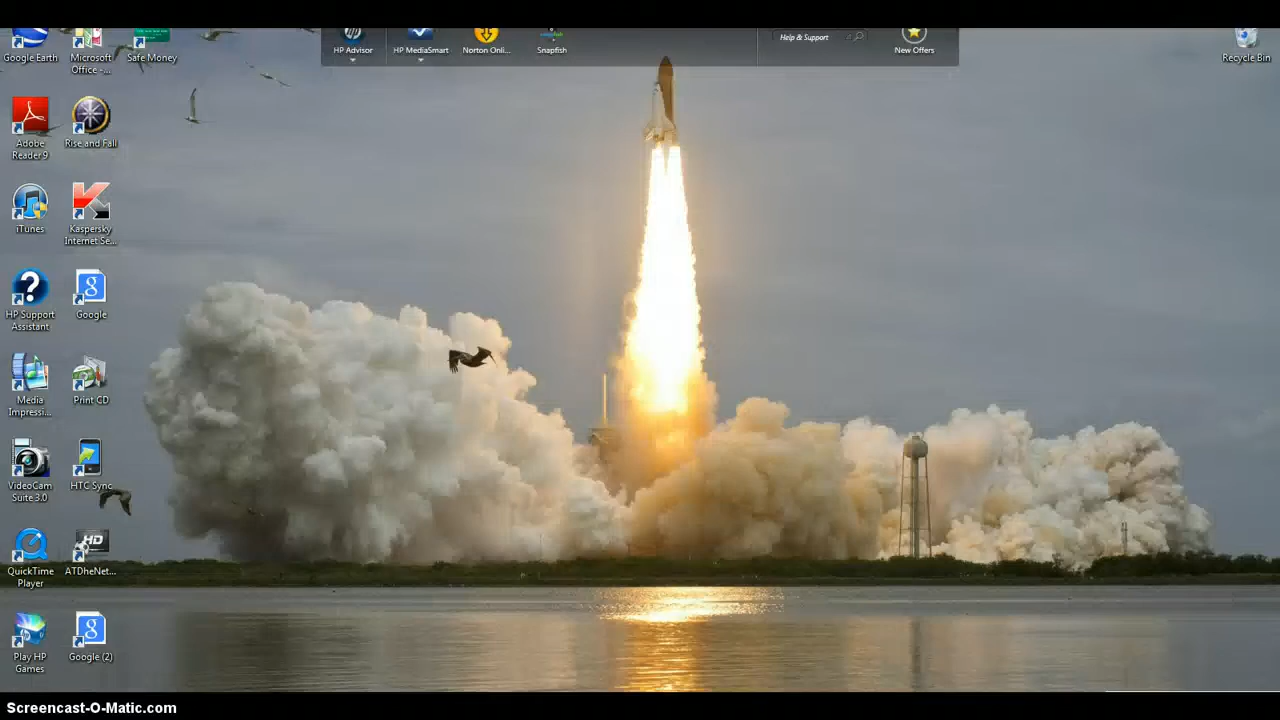 Google Earth
Microsoft
Office -...
Safe Money
HP Advisor
HP MediaSmart
Norton Onli...
Snapfish
Help & Support
New Offers
Recycle Bin
Adobe
Reader 9
Rise and Fall
iTunes
Kaspersky
Internet Se...
HP Support
Assistant
Google
Media
Impressi...
Print CD
VideoCam
Suite 3.0
HTC Sync
QuickTime
Player
HD
ATDheNet...
Play HP
Games
Google (2)
Screencast-O-Matic.com